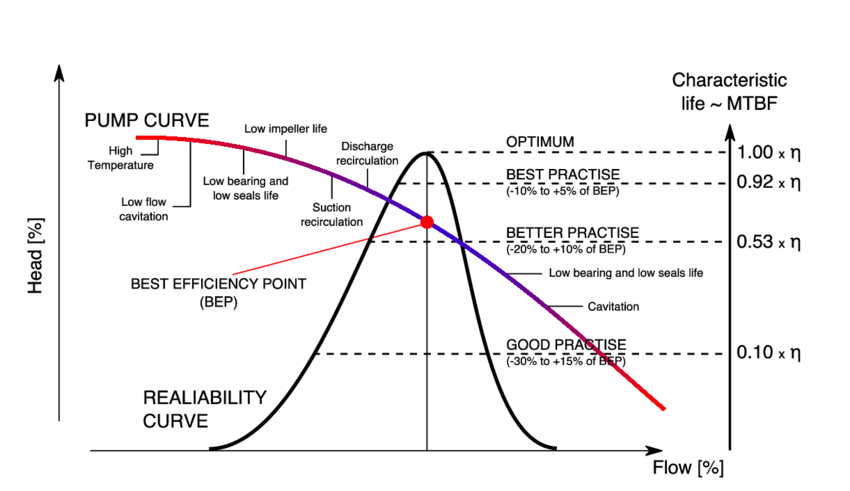 Characteristic
life ~ MTBF
PUMP CURVE
Low impeller life
High
Temperature
Discharge
recirculation
OPTIMUM
1.00 x η
Low bearing and
low seals life
BEST PRACTISE
(-10% to +5% of BEP)
0.92 x η
Low flow
cavitation
Suction
recirculation
BETTER PRACTISE
(-20% to +10% of BEP)
0.53 x η
Head [%]
BEST EFFICIENCY POINT
(BEP)
Low bearing and low seals life
Cavitation
GOOD PRACTISE
(-30% to +15% of BEP)
0.10 x η
REALIABILITY
CURVE
Flow [%]